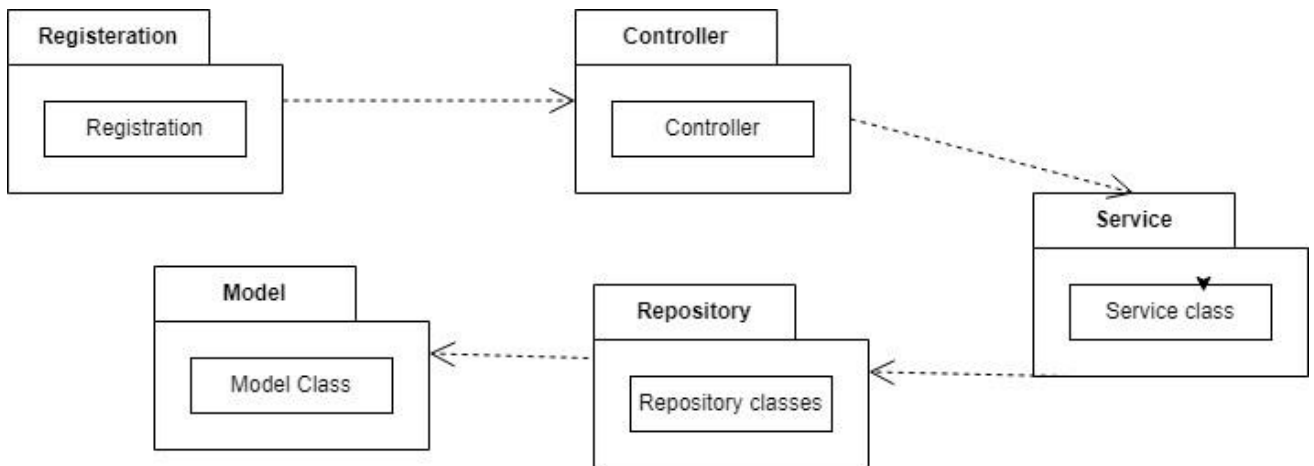 Registeration
Registration
Controller
Controller
Service
Service class
Model
Model Class
Repository
Repository classes